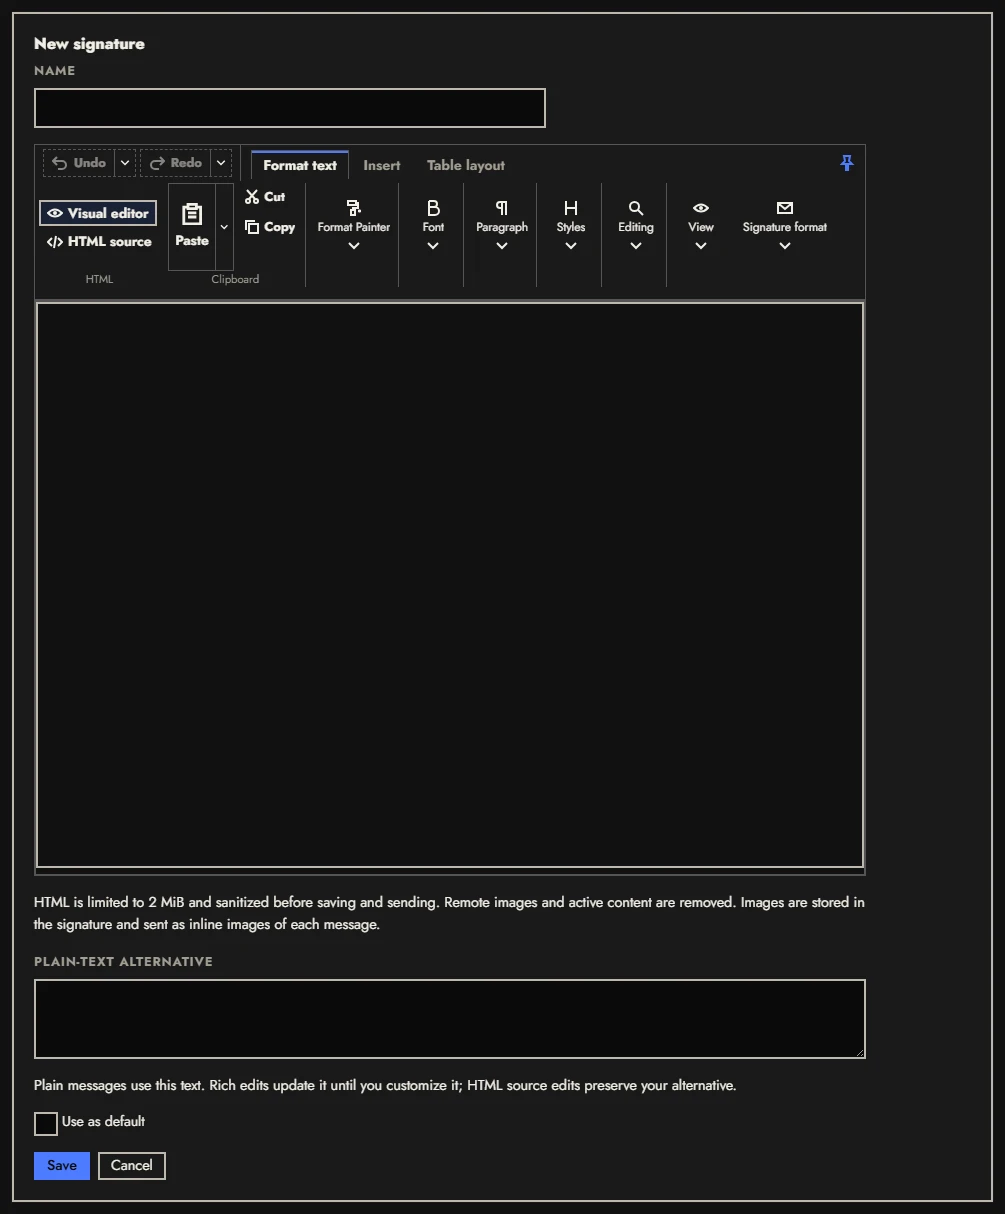 New signature
NAME
Undo Redo Format text Insert Table layout
Visual editor
HTML source
HTML
Paste
Cut
Copy
Clipboard
Format Painter
Font
Paragraph
Styles
Editing
View
Signature format
HTML is limited to 2 MiB and sanitized before saving and sending. Remote images and active content are removed. Images are stored in
the signature and sent as inline images of each message.
PLAIN-TEXT ALTERNATIVE
Plain messages use this text. Rich edits update it until you customize it; HTML source edits preserve your alternative.
Use as default
Save Cancel